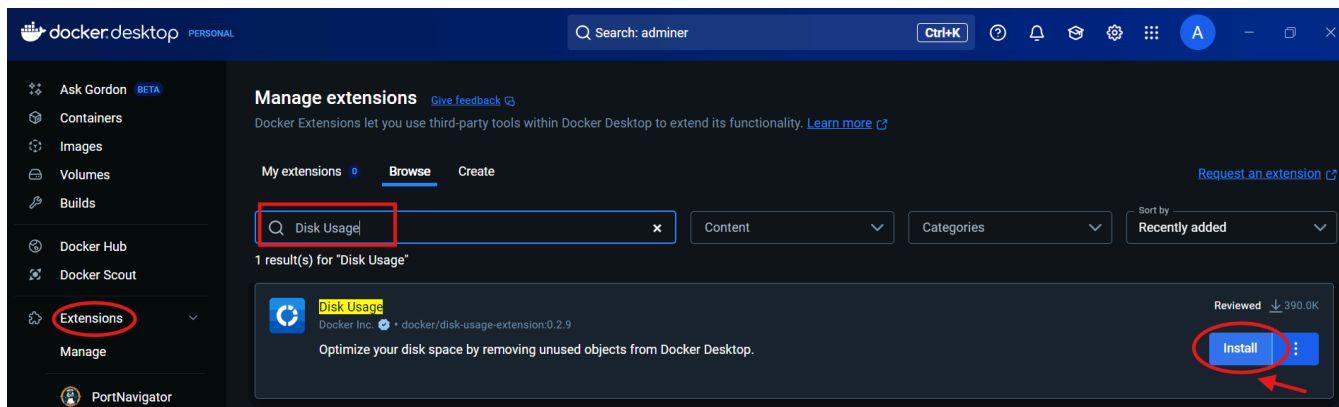 docker.desktop PERSONAL
Search: adminer
Ctrl+K
A
Ask Gordon BETA
Containers
Images
Volumes
Builds
Docker Hub
Docker Scout
Extensions
Manage
PortNavigator
Manage extensions Give feedback
Docker Extensions let you use third-party tools within Docker Desktop to extend its functionality. Learn more
My extensions 0 Browse Create
Request an extension
Disk Usage
Content
Categories
Sort by
Recently added
1 result(s) for "Disk Usage"
Disk Usage
Docker Inc. • docker/disk-usage-extension:0.2.9
Optimize your disk space by removing unused objects from Docker Desktop.
Reviewed 390.0K
Install